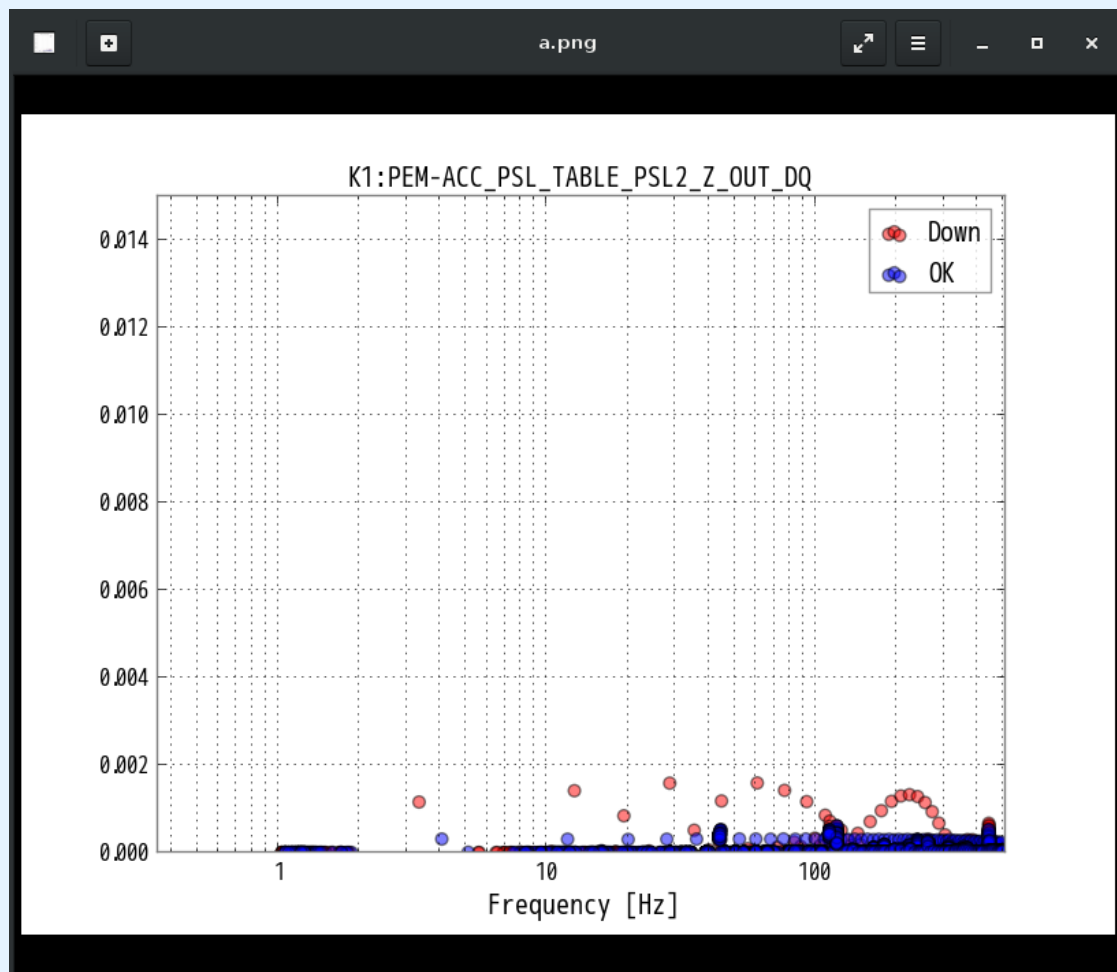 a.png
K1:PEM-ACC_PSL_TABLE_PSL2_Z_OUT_DQ
Down
OK
0.014
0.012
0.010
0.008
0.006
0.004
0.002
0.000
1 10 100
Frequency [Hz]